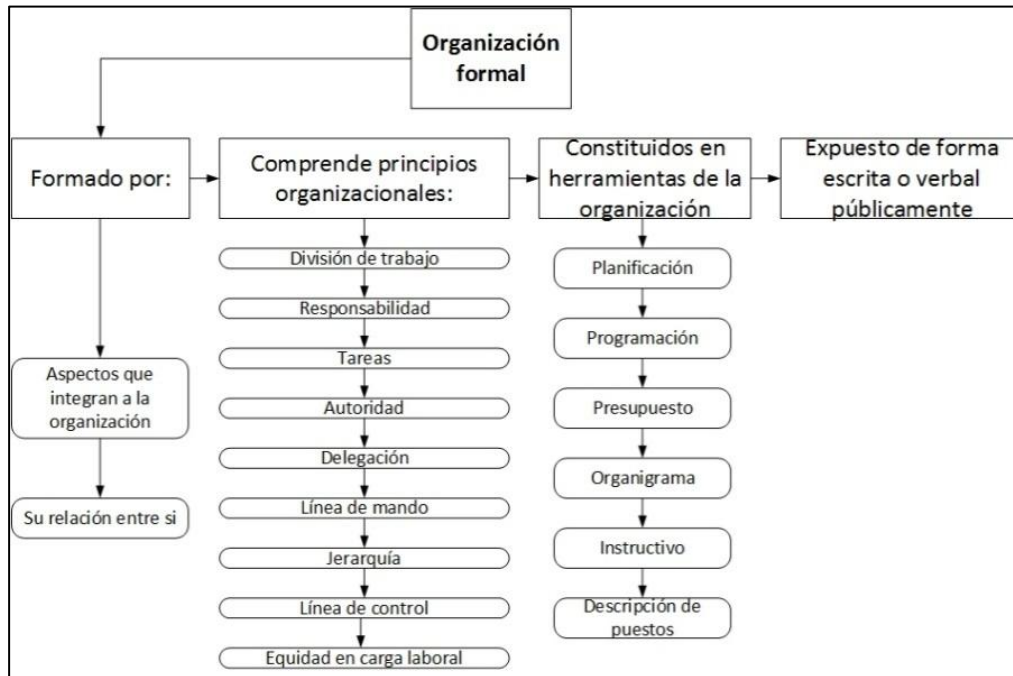 Organización
formal
Formado por:
Comprende principios
organizacionales:
Constituidos en
herramientas de la
organización
Expuesto de forma
escrita o verbal
públicamente
Aspectos que
integran a la
organización
Su relación entre si
División de trabajo
Responsabilidad
Tareas
Autoridad
Delegación
Línea de mando
Jerarquía
Línea de control
Equidad en carga laboral
Planificación
Programación
Presupuesto
Organigrama
Instructivo
Descripción de
puestos